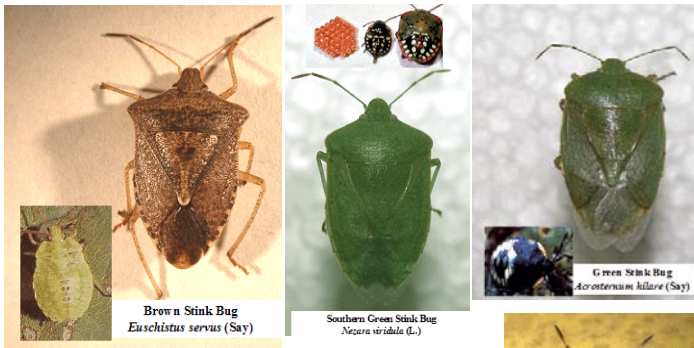 Brown Stink Bug
Euschistus servus (Say)
Southern Green Stink Bug
Nezara viridula (L.)
Green Stink Bug
Acrosternum hilare (Say)